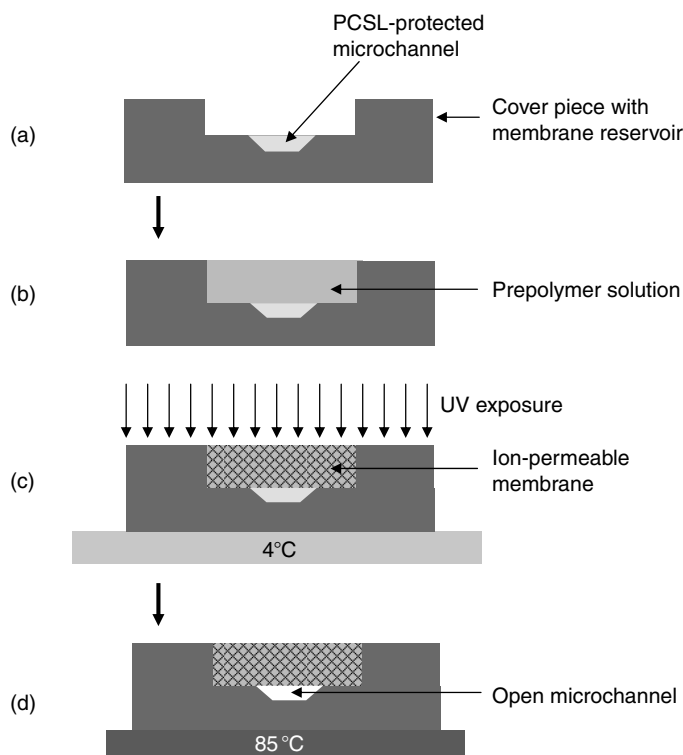 PCSL-protected
microchannel
(a)
Cover piece with
membrane reservoir
(b)
Prepolymer solution
UV exposure
(c)
Ion-permeable
membrane
4°C
(d)
Open microchannel
85 °C